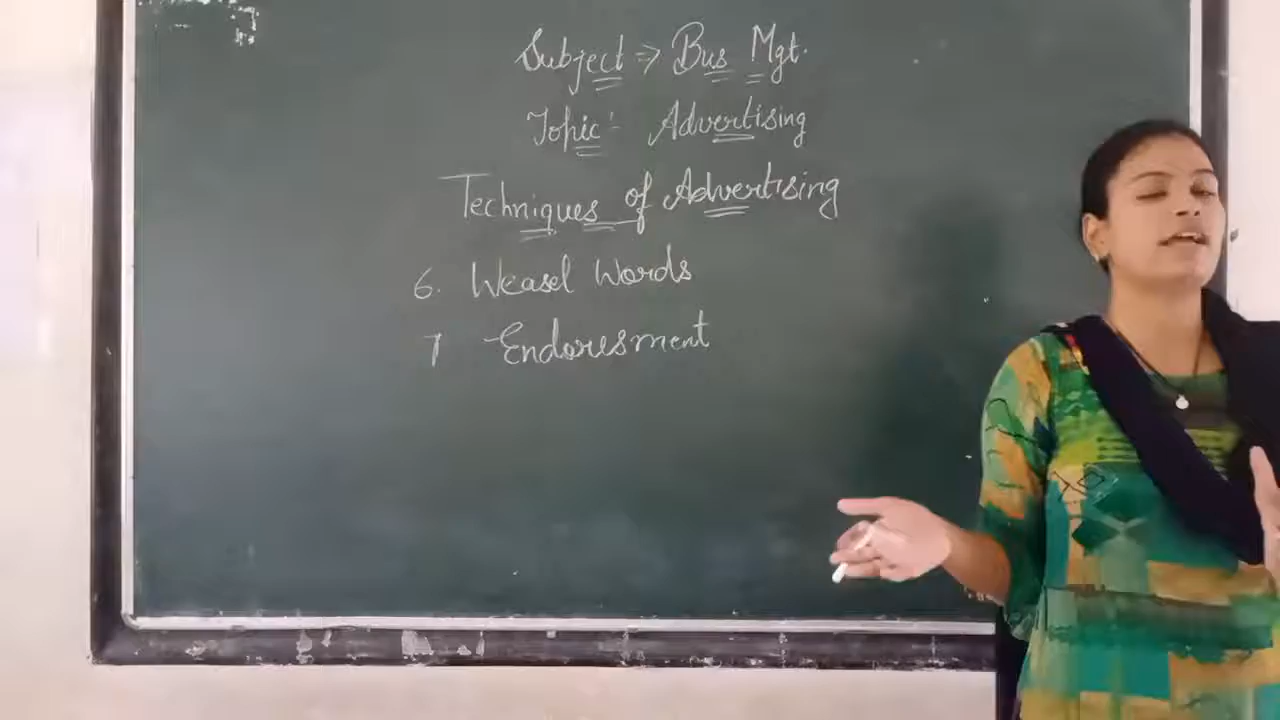 Subject => Bus Mgt.
Topic :- Advertising
Techniques of Advertising
6. Weasel Words
7 Endoresment